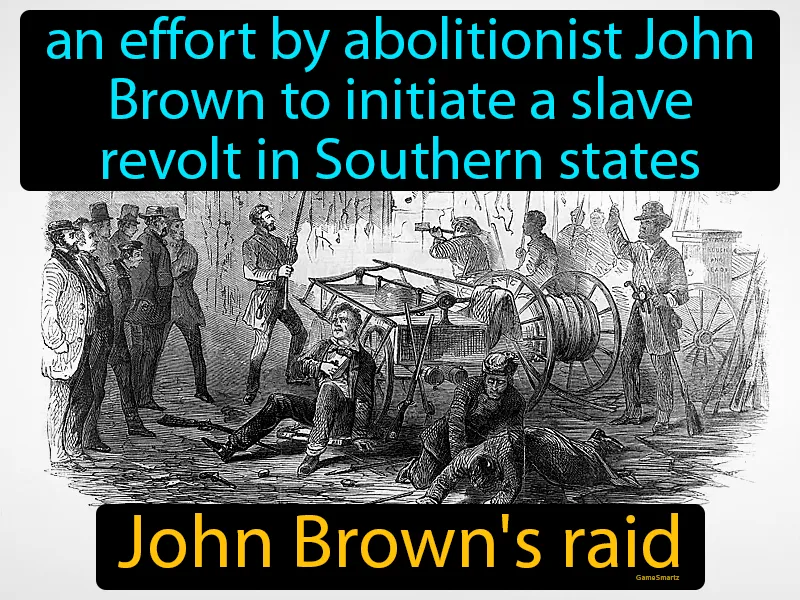 an effort by abolitionist John
Brown to initiate a slave
revolt in Southern states
John Brown's raid
GameSmartz